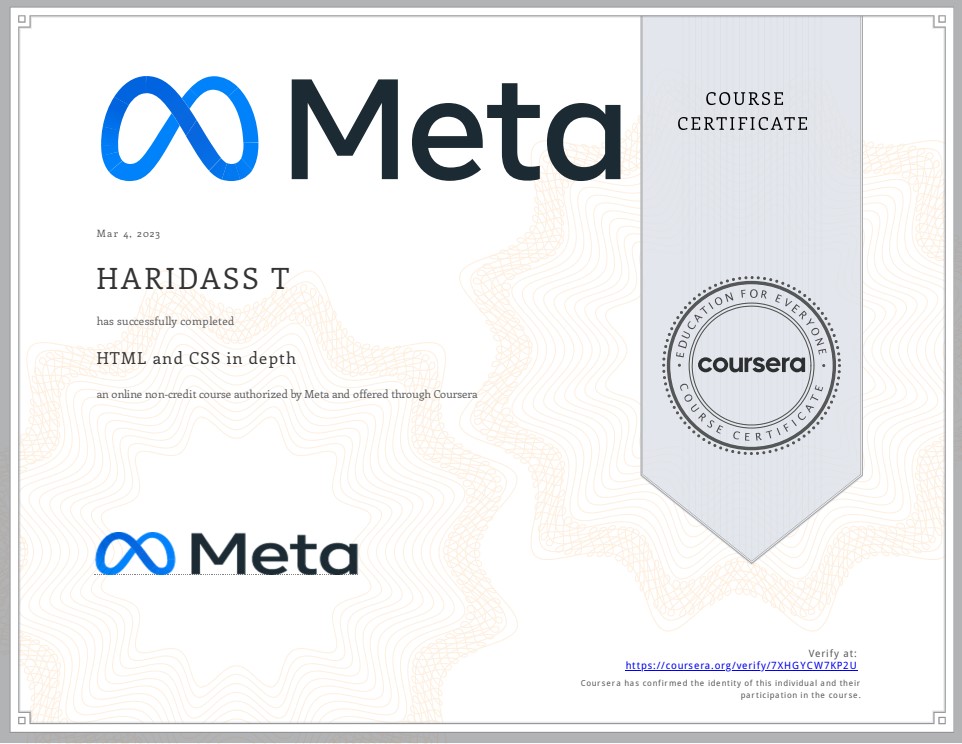 Meta
COURSE
CERTIFICATE
Mar 4, 2023
HARIDASS T
has successfully completed
HTML and CSS in depth
an online non-credit course authorized by Meta and offered through Coursera
EDUCATION FOR EVERYONE
coursera
COURSE CERTIFICATE
Meta
Verify at:
https://coursera.org/verify/7XHGYCW7KP2U
Coursera has confirmed the identity of this individual and their
participation in the course.